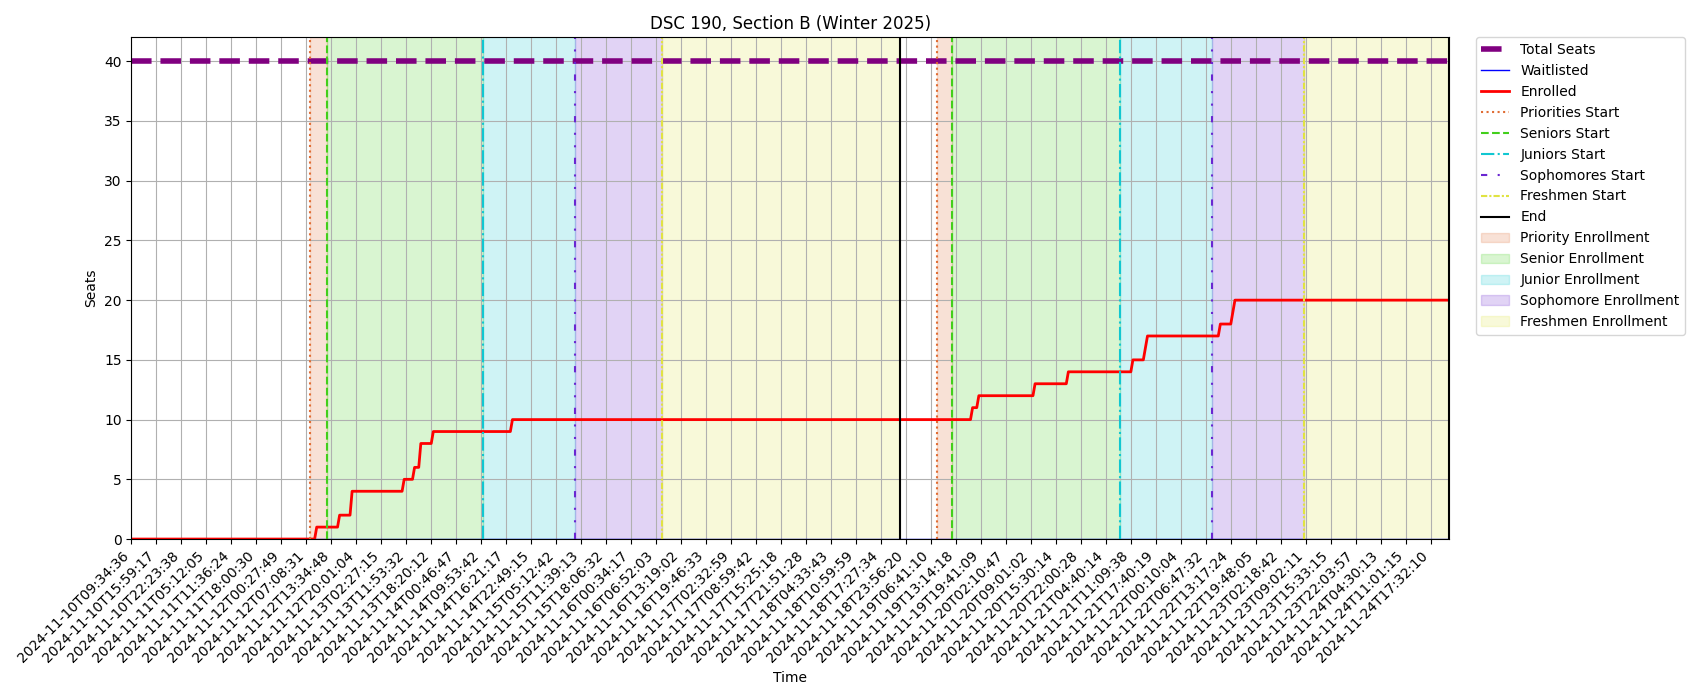 DSC 190, Section B (Winter 2025)
Seats
40
35
30
25
20
15
10
5
0
2024-11-10T09:34:36
2024-11-10T15:59:17
2024-11-10T22:23:38
2024-11-11T05:12:05
2024-11-11T11:36:24
2024-11-11T18:00:30
2024-11-12T00:27:49
2024-11-12T07:08:31
2024-11-12T13:34:48
2024-11-12T20:01:04
2024-11-13T03:27:15
2024-11-13T11:53:32
2024-11-13T18:20:12
2024-11-14T00:46:47
2024-11-14T09:53:42
2024-11-14T16:21:17
2024-11-14T22:49:15
2024-11-15T05:12:42
2024-11-15T11:39:13
2024-11-15T18:06:32
2024-11-16T00:34:17
2024-11-16T06:52:03
2024-11-16T13:19:02
2024-11-16T19:46:33
2024-11-17T02:32:59
2024-11-17T08:59:42
2024-11-17T15:25:18
2024-11-17T21:51:28
2024-11-18T04:33:43
2024-11-18T10:59:59
2024-11-18T17:27:34
2024-11-18T23:56:20
2024-11-19T06:41:10
2024-11-19T13:14:18
2024-11-19T19:41:09
2024-11-20T02:10:47
2024-11-20T09:01:02
2024-11-20T15:30:14
2024-11-20T22:00:28
2024-11-21T04:40:14
2024-11-21T11:09:38
2024-11-21T17:40:19
2024-11-22T00:10:04
2024-11-22T06:47:32
2024-11-22T13:17:24
2024-11-22T19:48:05
2024-11-23T02:18:42
2024-11-23T09:02:11
2024-11-23T15:33:15
2024-11-23T22:03:57
2024-11-24T04:30:13
2024-11-24T11:01:15
2024-11-24T17:32:10
Time
Total Seats
Waitlisted
Enrolled
Priorities Start
Seniors Start
Juniors Start
Sophomores Start
Freshmen Start
End
Priority Enrollment
Senior Enrollment
Junior Enrollment
Sophomore Enrollment
Freshmen Enrollment